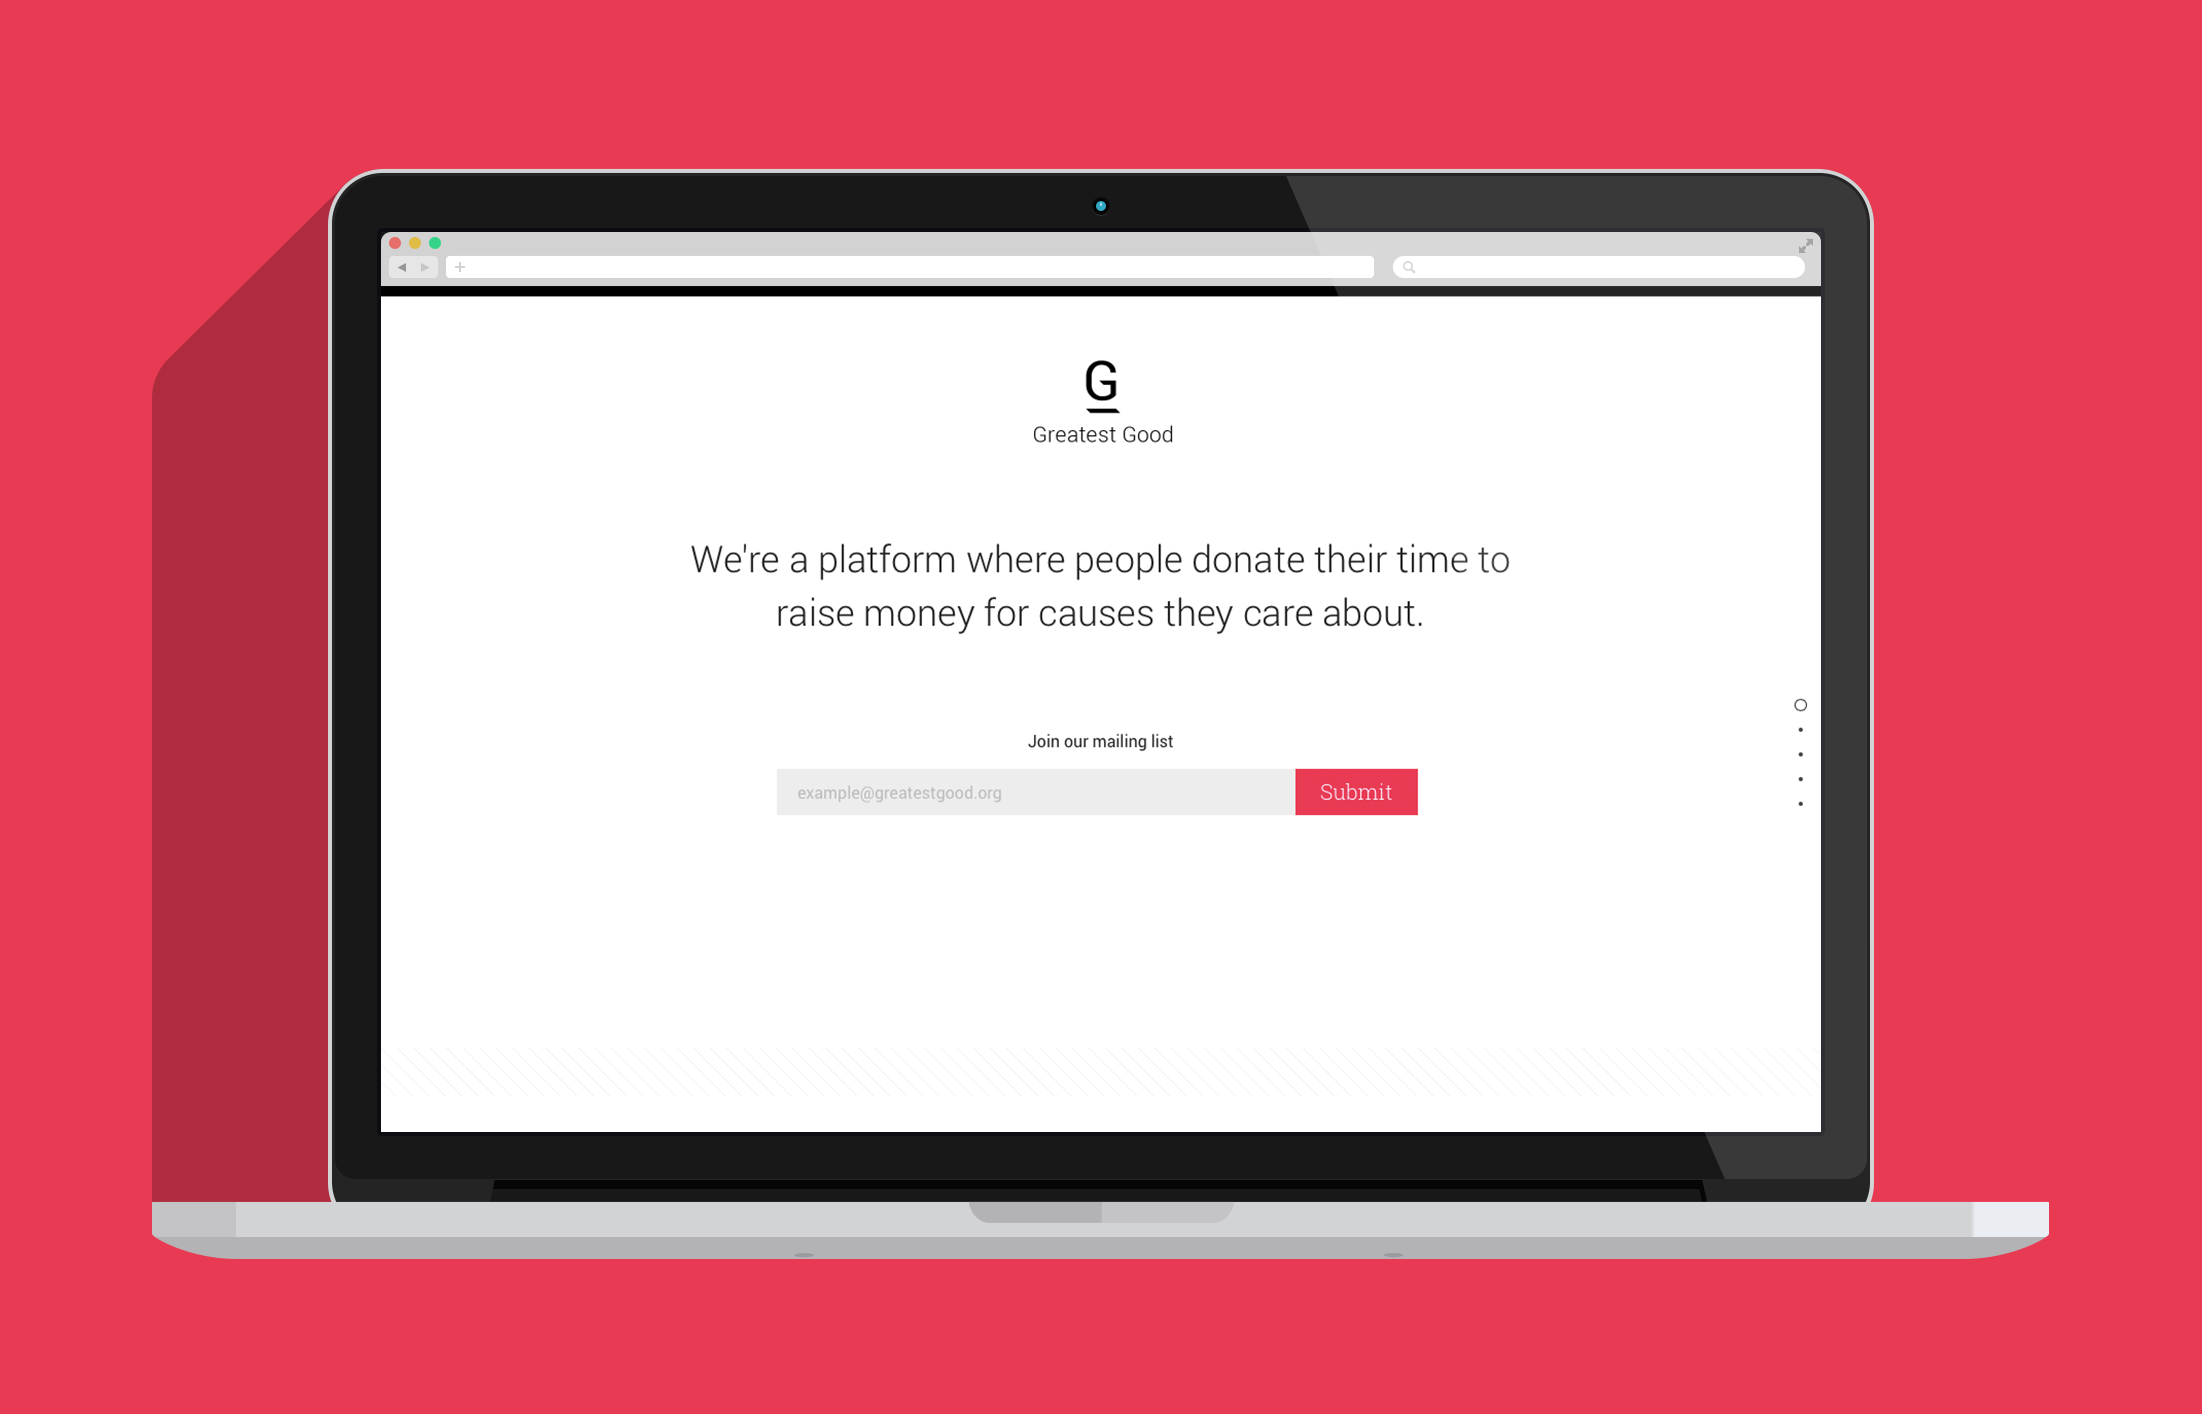 G
Greatest Good
We're a platform where people donate their time to
raise money for causes they care about.
Join our mailing list
example@greatestgood.org
Submit